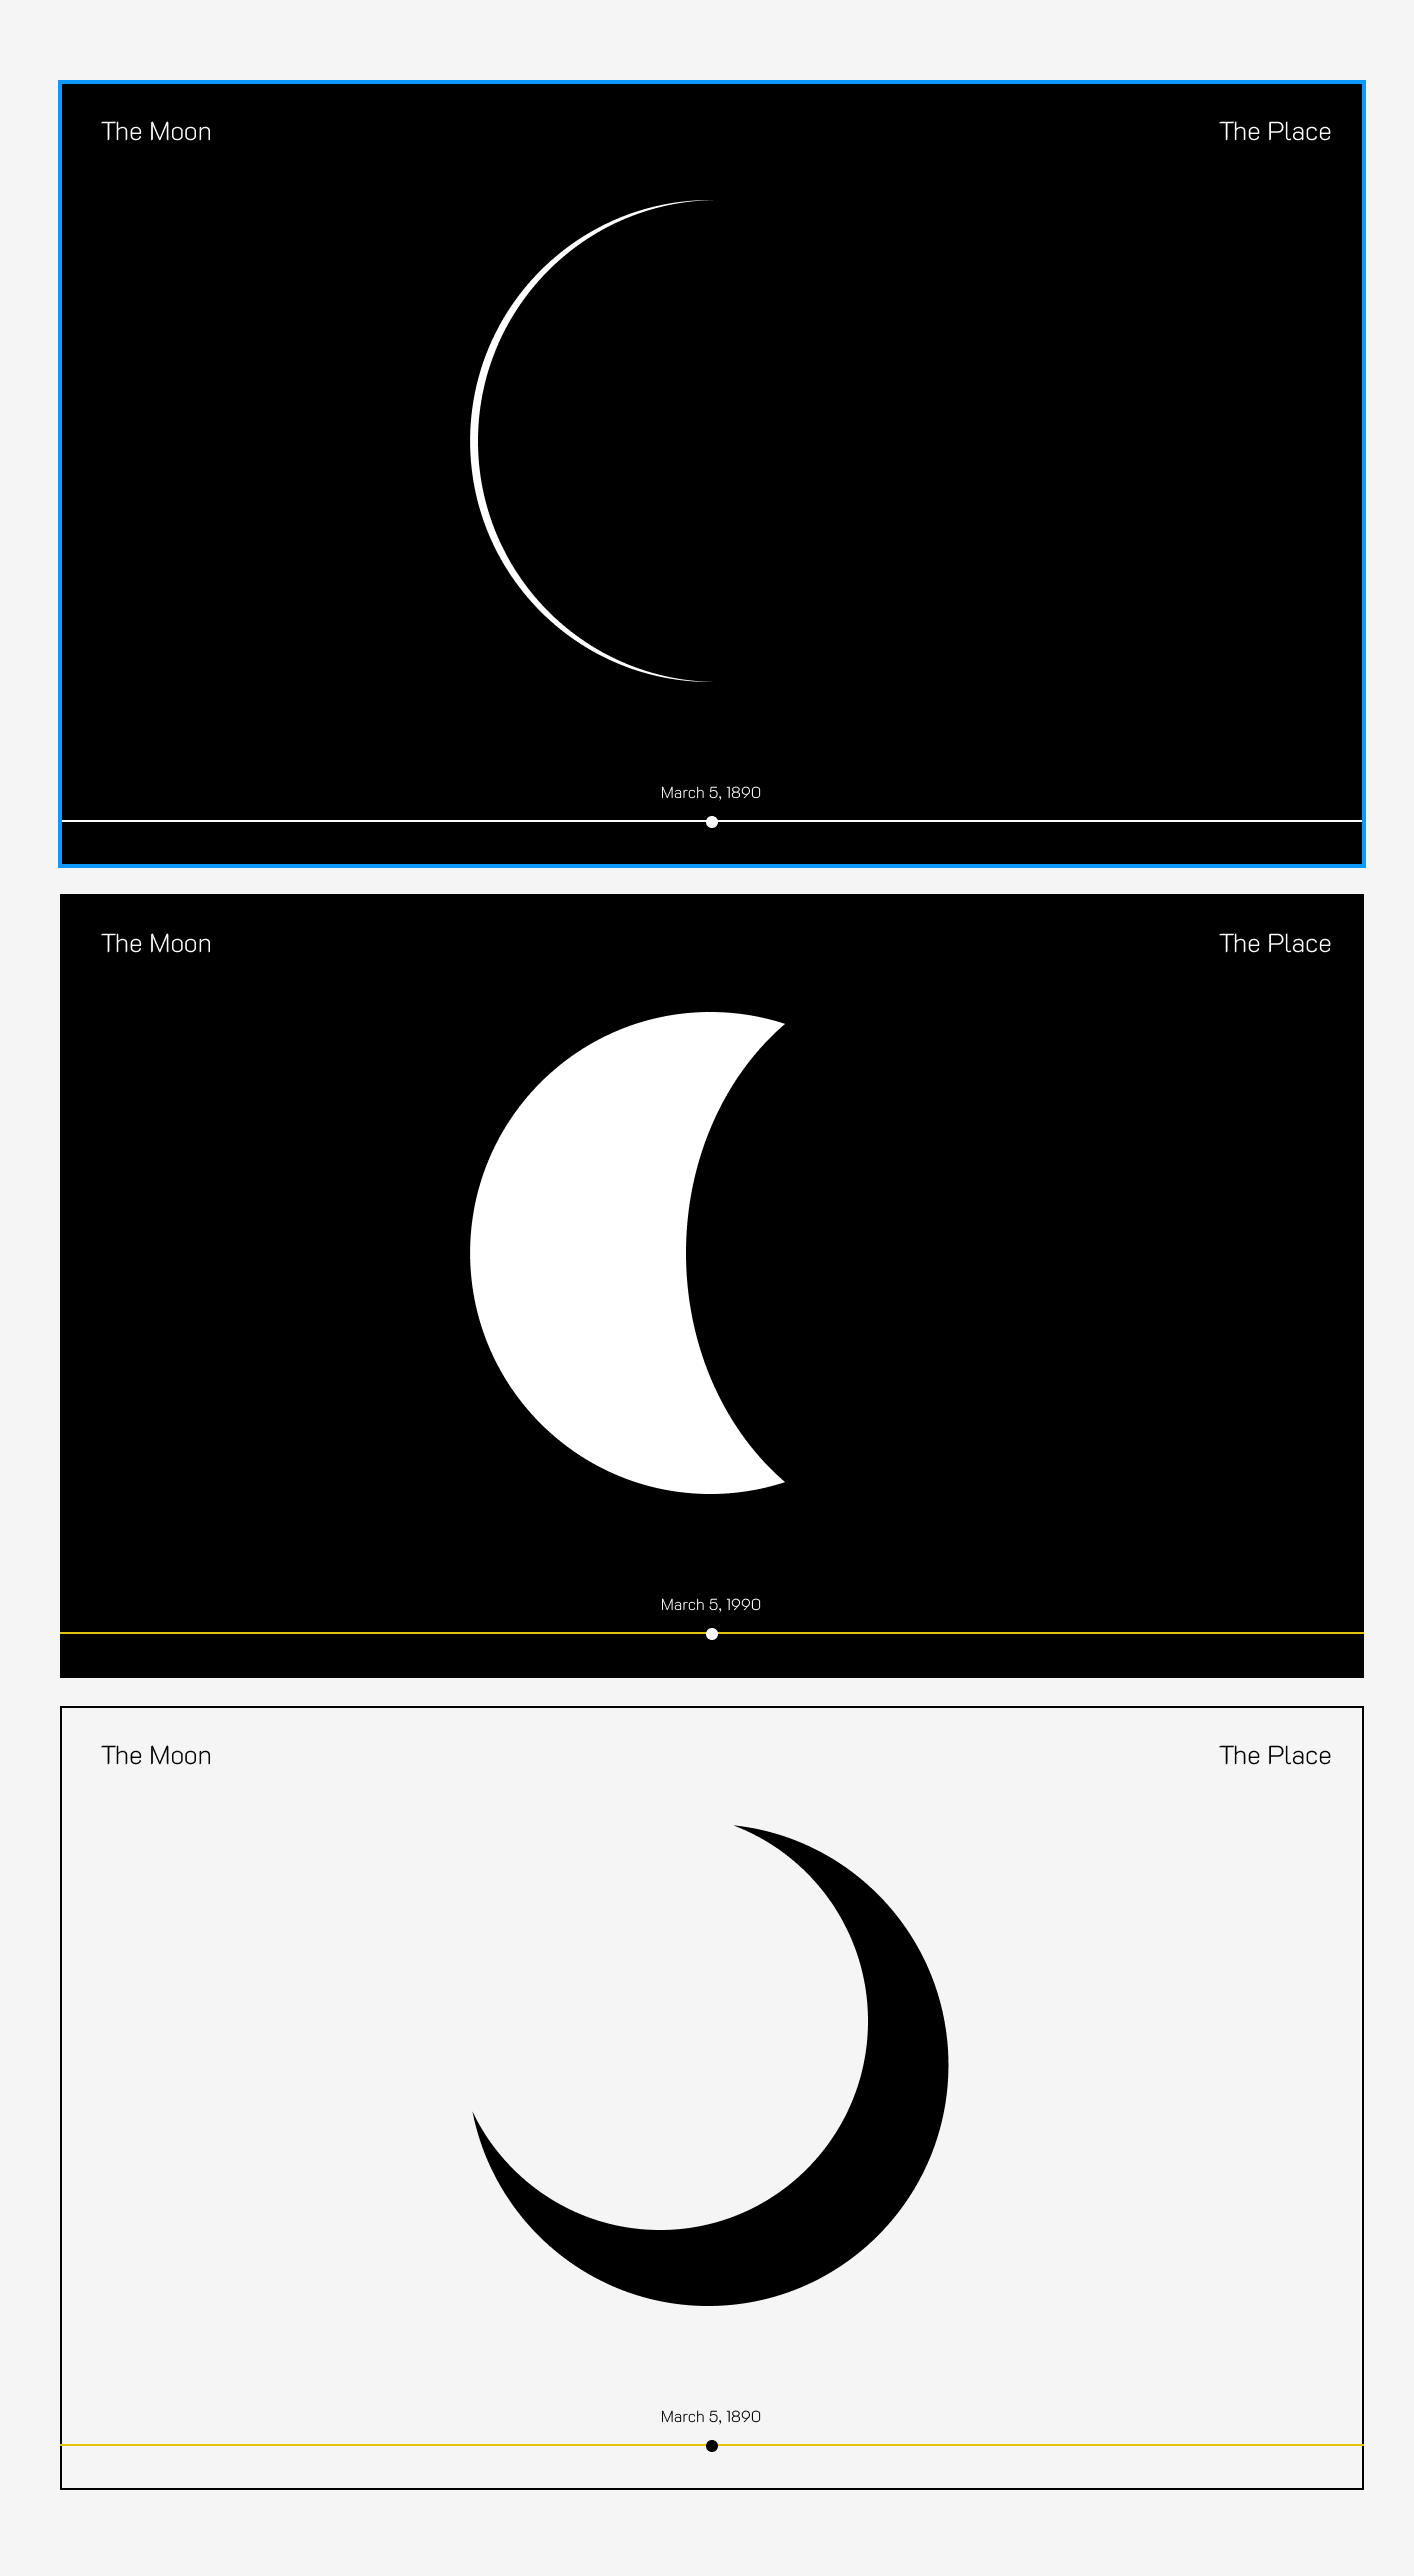 The Moon
The Place
March 5, 1890
The Moon
The Place
March 5, 1990
The Moon
The Place
March 5, 1890